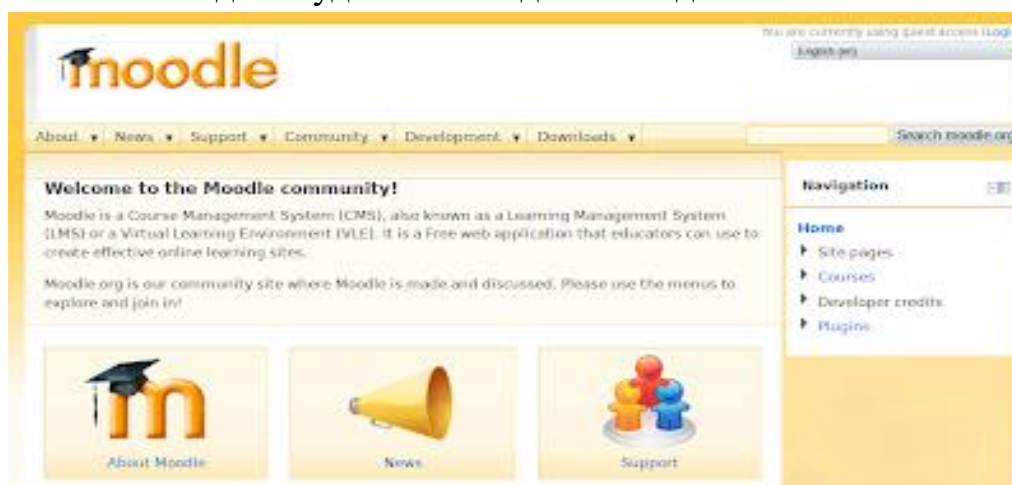 moodle
You are currently using guest access (Logi
English (en)
About ▼ News ▼ Support ▼ Community ▼ Development ▼ Downloads ▼
Search moodle.org
Welcome to the Moodle community!
Moodle is a Course Management System (CMS), also known as a Learning Management System
(LMS) or a Virtual Learning Environment (VLE). It is a Free web application that educators can use to
create effective online learning sites.
Moodle.org is our community site where Moodle is made and discussed. Please use the menus to
explore and join in!
Navigation
Home
Site pages
Courses
Developer credits
Plugins
About Moodle
News
Support